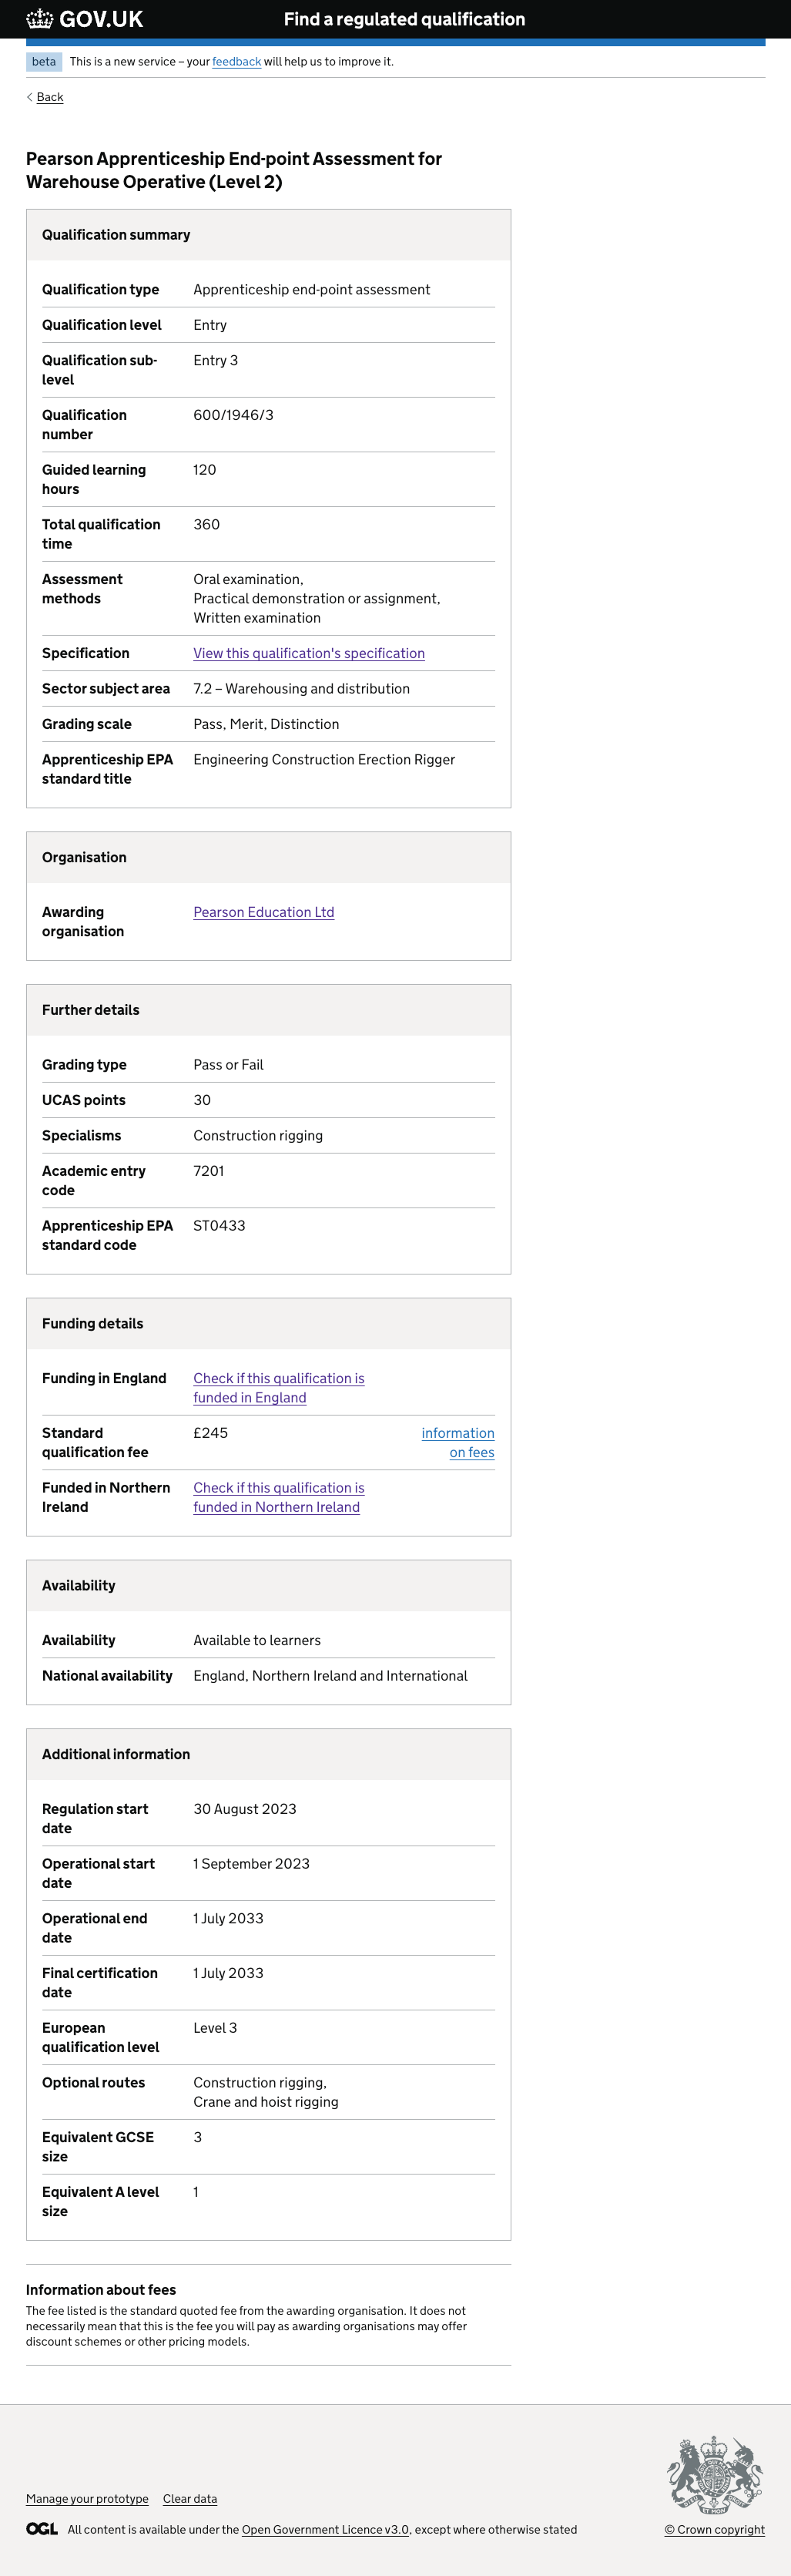 GOV.UK
Find a regulated qualification
beta This is a new service – your feedback will help us to improve it.
Back
Pearson Apprenticeship End-point Assessment for
Warehouse Operative (Level 2)
Qualification summary
Qualification type Apprenticeship end-point assessment
Qualification level Entry
Qualification sub- Entry 3
level
Qualification 600/1946/3
number
Guided learning 120
hours
Total qualification 360
time
Assessment Oral examination,
methods Practical demonstration or assignment,
Written examination
Specification View this qualification's specification
Sector subject area 7.2 – Warehousing and distribution
Grading scale Pass, Merit, Distinction
Apprenticeship EPA Engineering Construction Erection Rigger
standard title
Organisation
Awarding Pearson Education Ltd
organisation
Further details
Grading type Pass or Fail
UCAS points 30
Specialisms Construction rigging
Academic entry 7201
code
Apprenticeship EPA ST0433
standard code
Funding details
Funding in England Check if this qualification is
funded in England
Standard £245 information
qualification fee on fees
Funded in Northern Check if this qualification is
Ireland funded in Northern Ireland
Availability
Availability Available to learners
National availability England, Northern Ireland and International
Additional information
Regulation start 30 August 2023
date
Operational start 1 September 2023
date
Operational end 1 July 2033
date
Final certification 1 July 2033
date
European Level 3
qualification level
Optional routes Construction rigging,
Crane and hoist rigging
Equivalent GCSE 3
size
Equivalent A level 1
size
Information about fees
The fee listed is the standard quoted fee from the awarding organisation. It does not
necessarily mean that this is the fee you will pay as awarding organisations may offer
discount schemes or other pricing models.
Manage your prototype Clear data
OGL All content is available under the Open Government Licence v3.0, except where otherwise stated
© Crown copyright